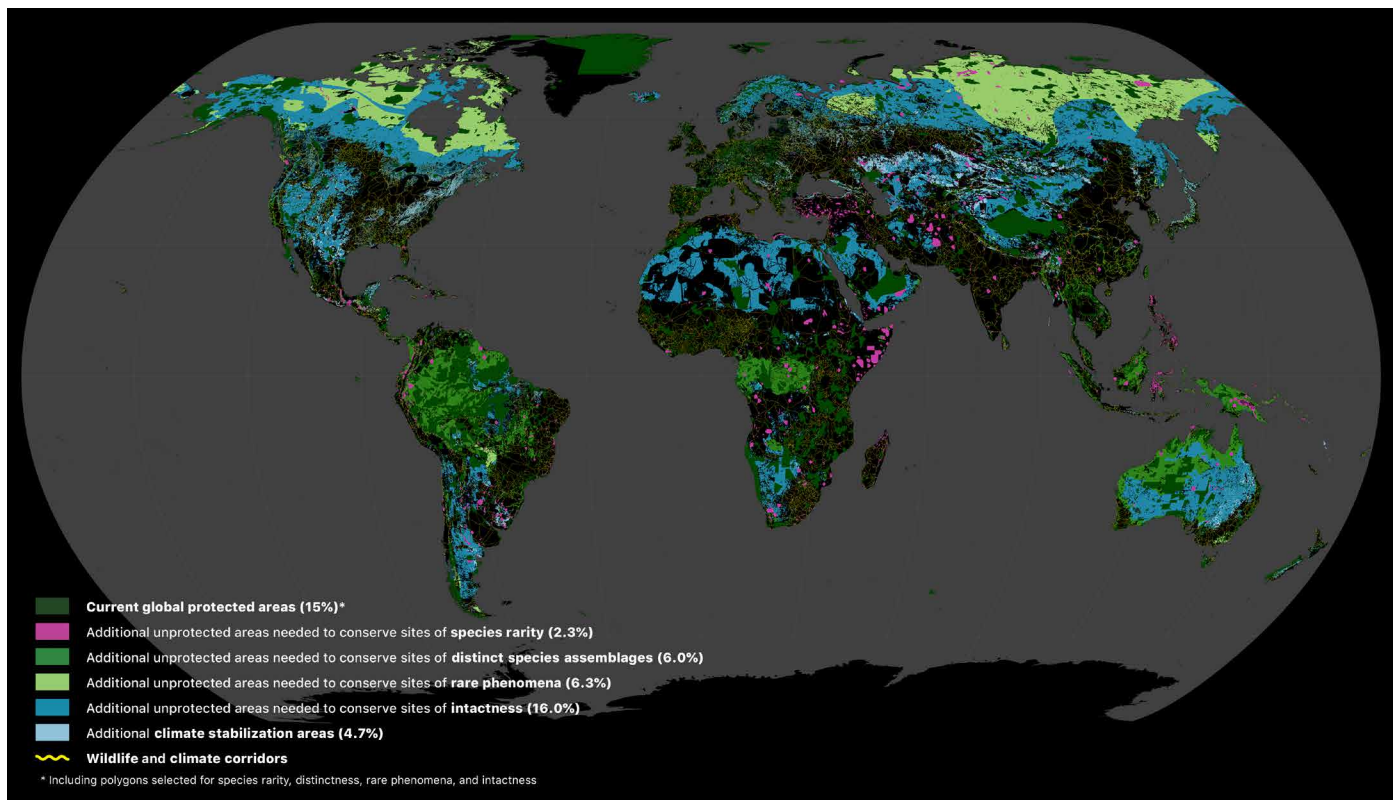 Current global protected areas (15%)*
Additional unprotected areas needed to conserve sites of species rarity (2.3%)
Additional unprotected areas needed to conserve sites of distinct species assemblages (6.0%)
Additional unprotected areas needed to conserve sites of rare phenomena (6.3%)
Additional unprotected areas needed to conserve sites of intactness (16.0%)
Additional climate stabilization areas (4.7%)
Wildlife and climate corridors
* Including polygons selected for species rarity, distinctness, rare phenomena, and intactness